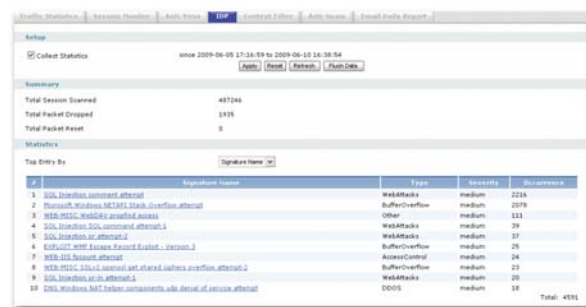 Traffic Statistics Session Monitor Anti-Virus IDP Content Filter Anti-Spam Email Daily Report
Setup
Collect Statistics since 2009-06-05 17:16:59 to 2009-06-10 16:38:54
Apply Reset Refresh Flush Data
Summary
Total Session Scanned 487246
Total Packet Dropped 1935
Total Packet Reset 0
Statistics
Top Entry By Signature Name
# Signature Name Type Severity Occurrence
1 SQL Injection comment attempt WebAttacks medium 2216
2 Microsoft Windows NETAPI Stack Overflow attempt BufferOverflow medium 2078
3 WEB-MISC WebDAV propfind access Other medium 111
4 SQL Injection SQL command attempt-1 WebAttacks medium 39
5 SQL Injection or attempt-2 WebAttacks medium 37
6 EXPLOIT WMF Escape Record Exploit - Version 3 BufferOverflow medium 25
7 WEB-IIS fpcount attempt AccessControl medium 24
8 WEB-MISC SSLv2 openssl get shared ciphers overflow attempt-2 BufferOverflow medium 23
9 SQL Injection or-in attempt-1 WebAttacks medium 20
10 DNS Windows NAT helper components udp denial of service attempt DDOS medium 18
Total: 4591